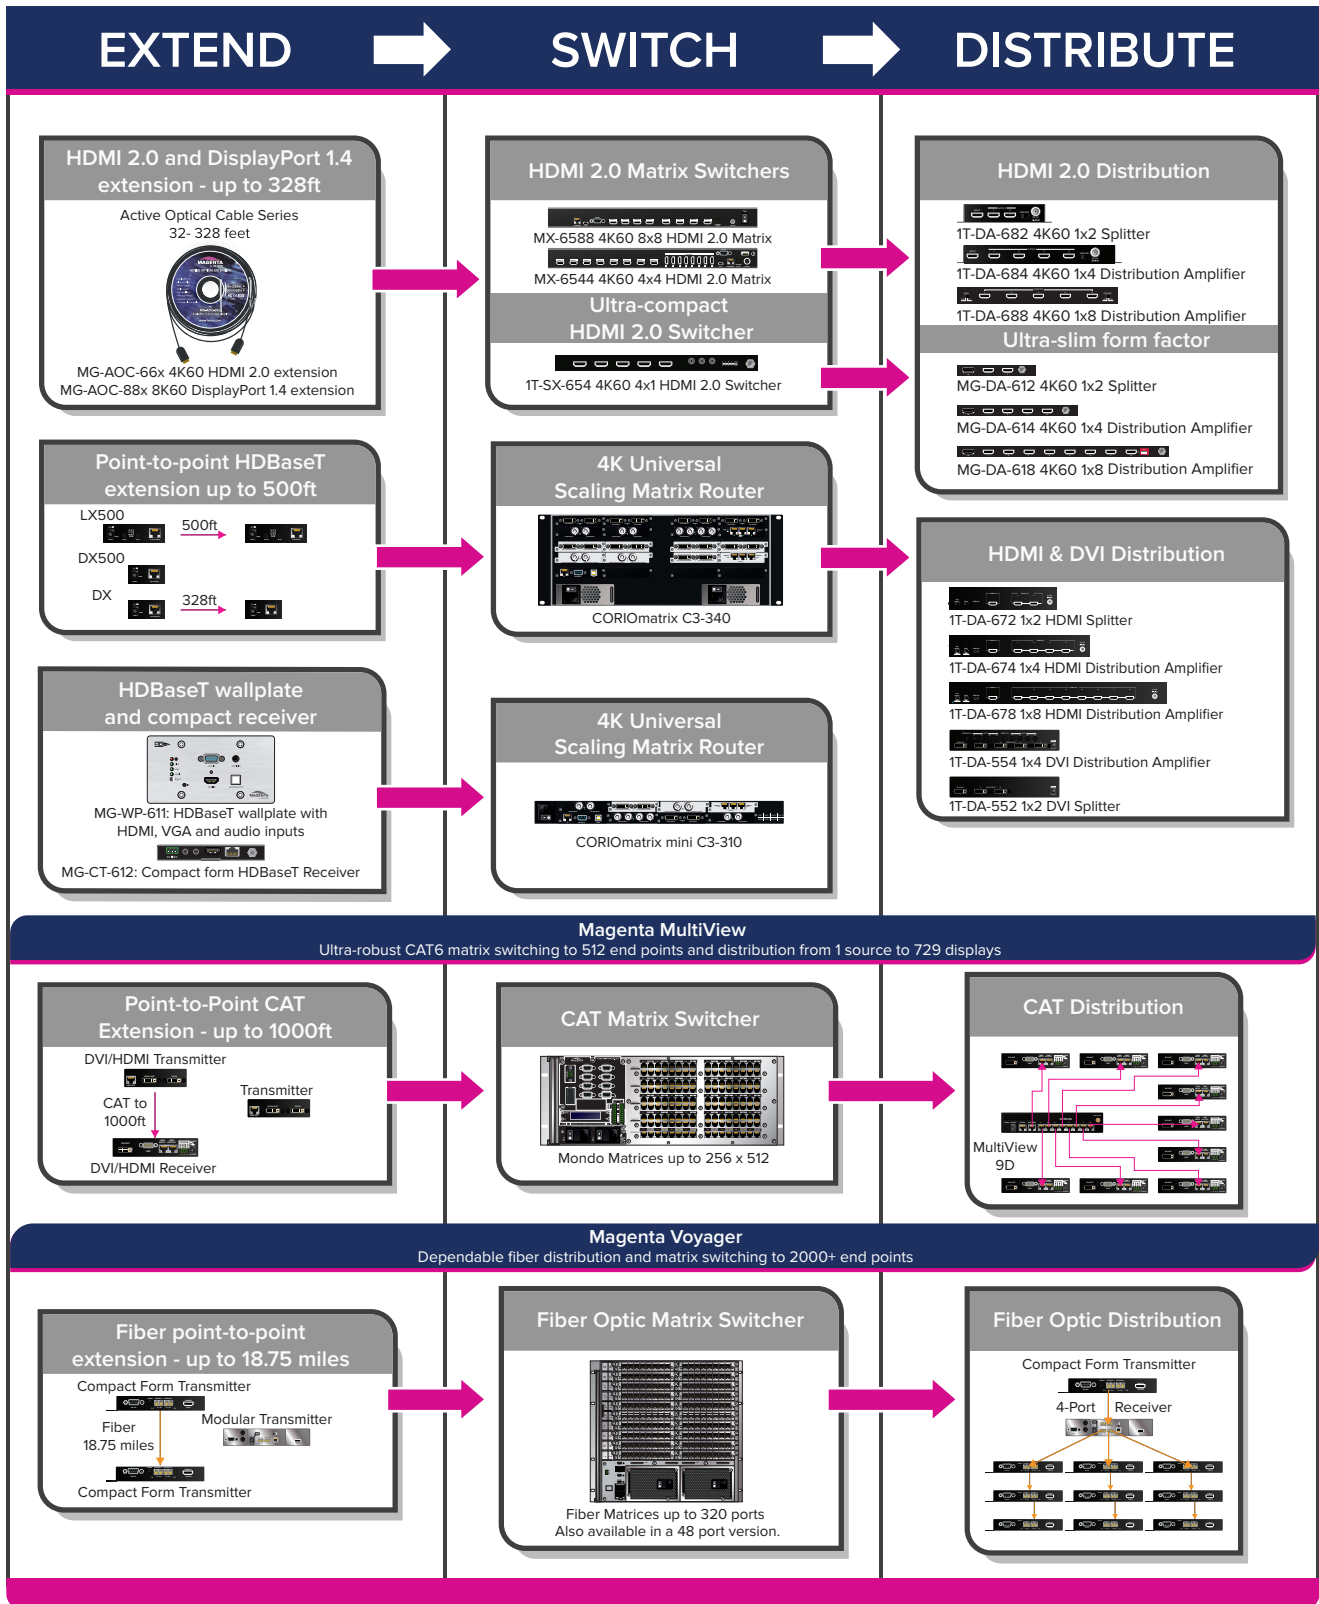 EXTEND
SWITCH
DISTRIBUTE
HDMI 2.0 and DisplayPort 1.4
extension - up to 328ft
Active Optical Cable Series
32- 328 feet
MAGENTA
MG-AOC-66x 4K60 HDMI 2.0 extension
MG-AOC-88x 8K60 DisplayPort 1.4 extension
Point-to-point HDBaseT
extension up to 500ft
LX500
500ft
DX500
DX
328ft
HDBaseT wallplate
and compact receiver
MAGENTA
MG-WP-611: HDBaseT wallplate with
HDMI, VGA and audio inputs
MG-CT-612: Compact form HDBaseT Receiver
HDMI 2.0 Matrix Switchers
MX-6588 4K60 8x8 HDMI 2.0 Matrix
MX-6544 4K60 4x4 HDMI 2.0 Matrix
Ultra-compact
HDMI 2.0 Switcher
1T-SX-654 4K60 4x1 HDMI 2.0 Switcher
4K Universal
Scaling Matrix Router
CORIOmatrix C3-340
4K Universal
Scaling Matrix Router
CORIOmatrix mini C3-310
HDMI 2.0 Distribution
1T-DA-682 4K60 1x2 Splitter
1T-DA-684 4K60 1x4 Distribution Amplifier
1T-DA-688 4K60 1x8 Distribution Amplifier
Ultra-slim form factor
MG-DA-612 4K60 1x2 Splitter
MG-DA-614 4K60 1x4 Distribution Amplifier
MG-DA-618 4K60 1x8 Distribution Amplifier
HDMI & DVI Distribution
1T-DA-672 1x2 HDMI Splitter
1T-DA-674 1x4 HDMI Distribution Amplifier
1T-DA-678 1x8 HDMI Distribution Amplifier
1T-DA-554 1x4 DVI Distribution Amplifier
1T-DA-552 1x2 DVI Splitter
Magenta MultiView
Ultra-robust CAT6 matrix switching to 512 end points and distribution from 1 source to 729 displays
Point-to-Point CAT
Extension - up to 1000ft
DVI/HDMI Transmitter
Transmitter
CAT to
1000ft
DVI/HDMI Receiver
CAT Matrix Switcher
Mondo Matrices up to 256 x 512
CAT Distribution
MultiView
9D
Magenta Voyager
Dependable fiber distribution and matrix switching to 2000+ end points
Fiber point-to-point
extension - up to 18.75 miles
Compact Form Transmitter
Modular Transmitter
Fiber
18.75 miles
Compact Form Transmitter
Fiber Optic Matrix Switcher
Fiber Matrices up to 320 ports
Also available in a 48 port version.
Fiber Optic Distribution
Compact Form Transmitter
4-Port Receiver